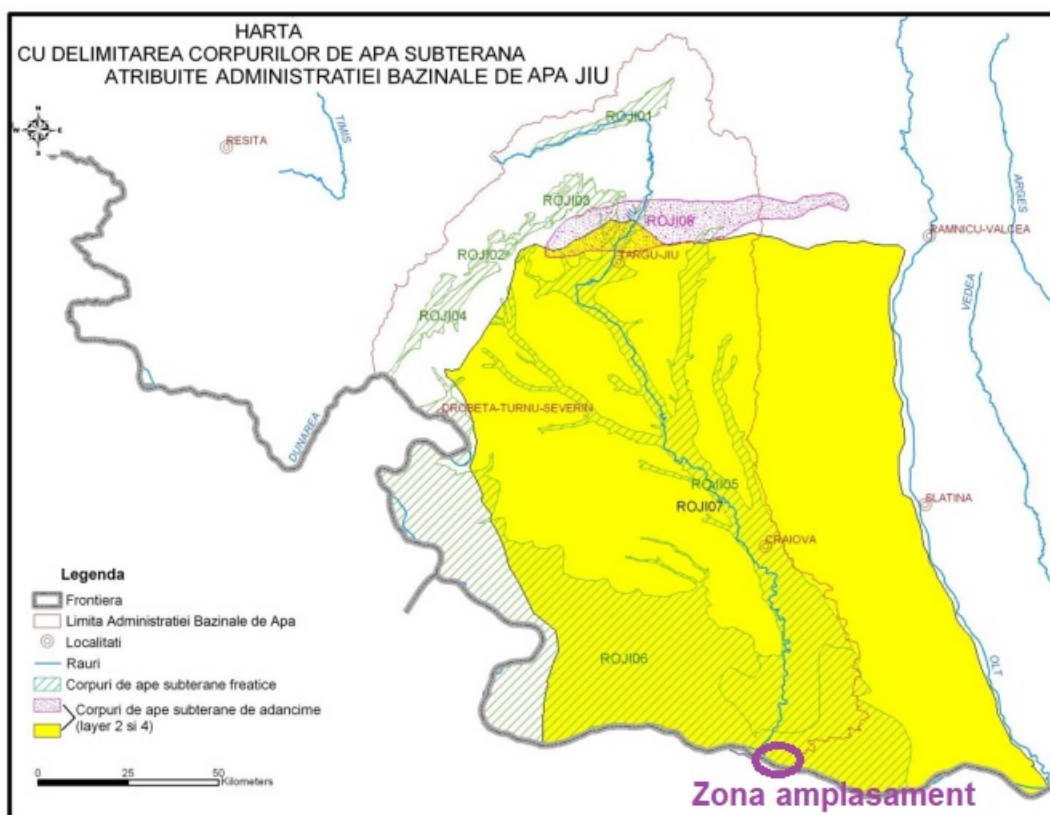 HARTA
CU DELIMITAREA CORPURILOR DE APA SUBTERANA
ATRIBUITE ADMINISTRATIEI BAZINALE DE APA JIU
N
W E
S
RESITA
TIMIS
ROJI01
ARGES
ROJI03
JIU
ROJI08
RAMNICU-VALCEA
ROJI02
TARGU-JIU
VEDEA
ROJI04
DROBETA-TURNU-SEVERIN
DUNAREA
ROJI05
ROJI07
SLATINA
CRAIOVA
ROJI06
OLT
Legenda
Frontiera
Limita Administratiei Bazinale de Apa
Localitati
Rauri
Corpuri de ape subterane freatice
Corpuri de ape subterane de adancime
(layer 2 si 4)
0 25 50
Kilometers
Zona amplasament